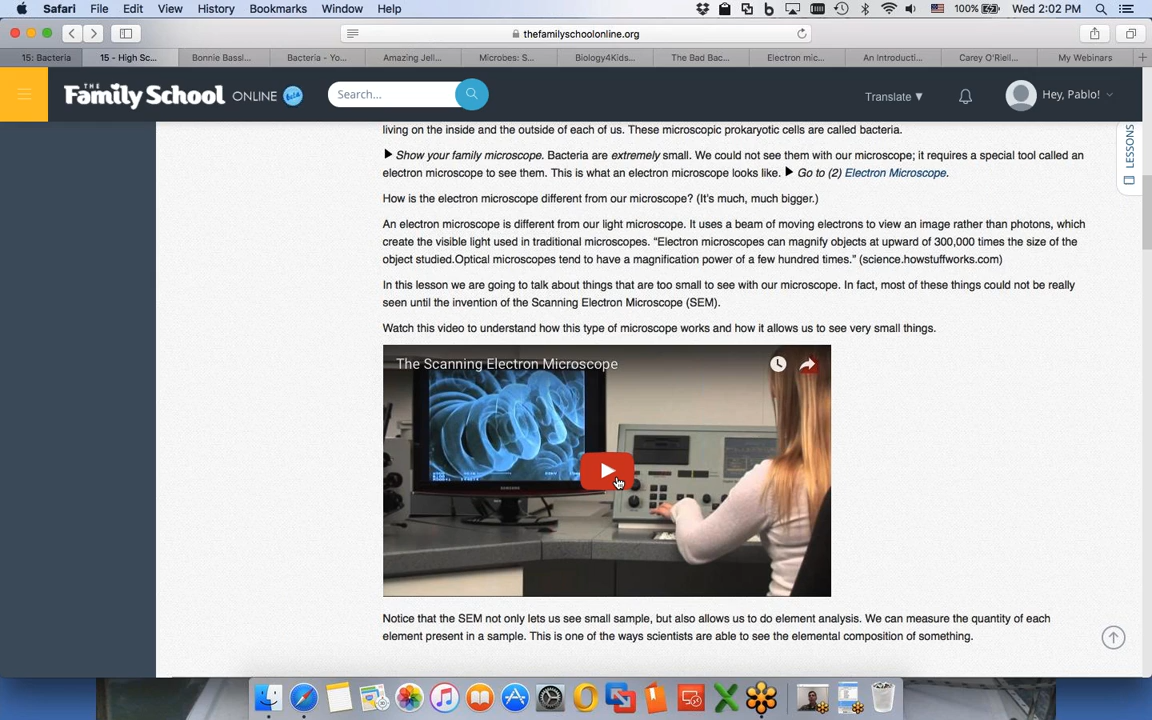 Safari File Edit View History Bookmarks Window Help 100% Wed 2:02 PM
thefamilyschoolonline.org
15: Bacteria 15 - High Sc... Bonnie Bassl... Bacteria - Yo... Amazing Jell... Microbes: S... Biology4Kids... The Bad Bac... Electron mic... An Introducti... Carey O'Riell... My Webinars
THE Family School ONLINE beta Search... Translate ▼ Hey, Pablo!
LESSONS
living on the inside and the outside of each of us. These microscopic prokaryotic cells are called bacteria.
Show your family microscope. Bacteria are extremely small. We could not see them with our microscope; it requires a special tool called an
electron microscope to see them. This is what an electron microscope looks like. Go to (2) Electron Microscope.
How is the electron microscope different from our microscope? (It's much, much bigger.)
An electron microscope is different from our light microscope. It uses a beam of moving electrons to view an image rather than photons, which
create the visible light used in traditional microscopes. "Electron microscopes can magnify objects at upward of 300,000 times the size of the
object studied.Optical microscopes tend to have a magnification power of a few hundred times." (science.howstuffworks.com)
In this lesson we are going to talk about things that are too small to see with our microscope. In fact, most of these things could not be really
seen until the invention of the Scanning Electron Microscope (SEM).
Watch this video to understand how this type of microscope works and how it allows us to see very small things.
The Scanning Electron Microscope
SAMSUNG
Notice that the SEM not only lets us see small sample, but also allows us to do element analysis. We can measure the quantity of each
element present in a sample. This is one of the ways scientists are able to see the elemental composition of something.